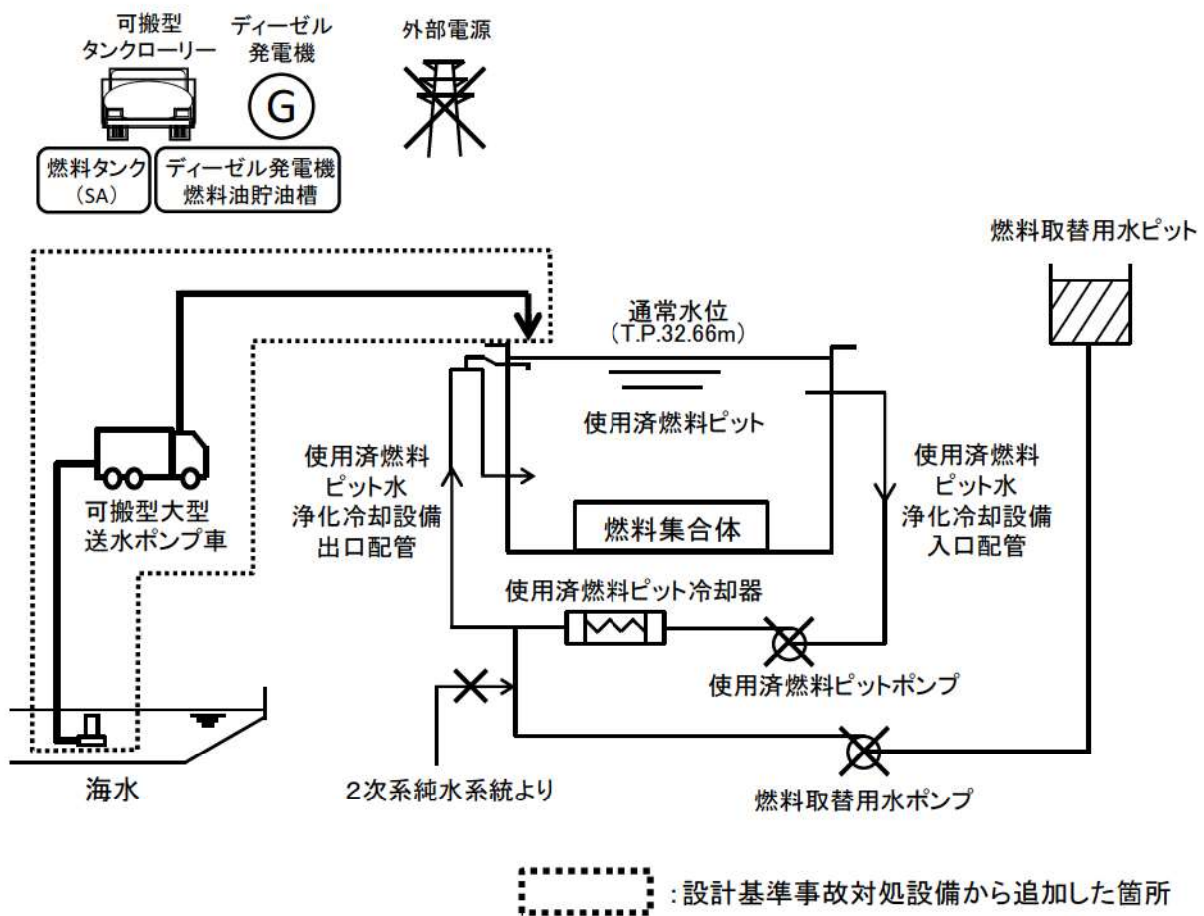 可搬型
タンクローリー
ディーゼル
発電機
外部電源
G
燃料タンク
(SA)
ディーゼル発電機
燃料油貯油槽
燃料取替用水ピット
通常水位
(T.P.32.66m)
使用済燃料ピット
使用済燃料
ピット水
浄化冷却設備
出口配管
使用済燃料
ピット水
浄化冷却設備
入口配管
可搬型大型
送水ポンプ車
燃料集合体
使用済燃料ピット冷却器
使用済燃料ピットポンプ
海水
2次系純水系統より
燃料取替用水ポンプ
:設計基準事故対処設備から追加した箇所